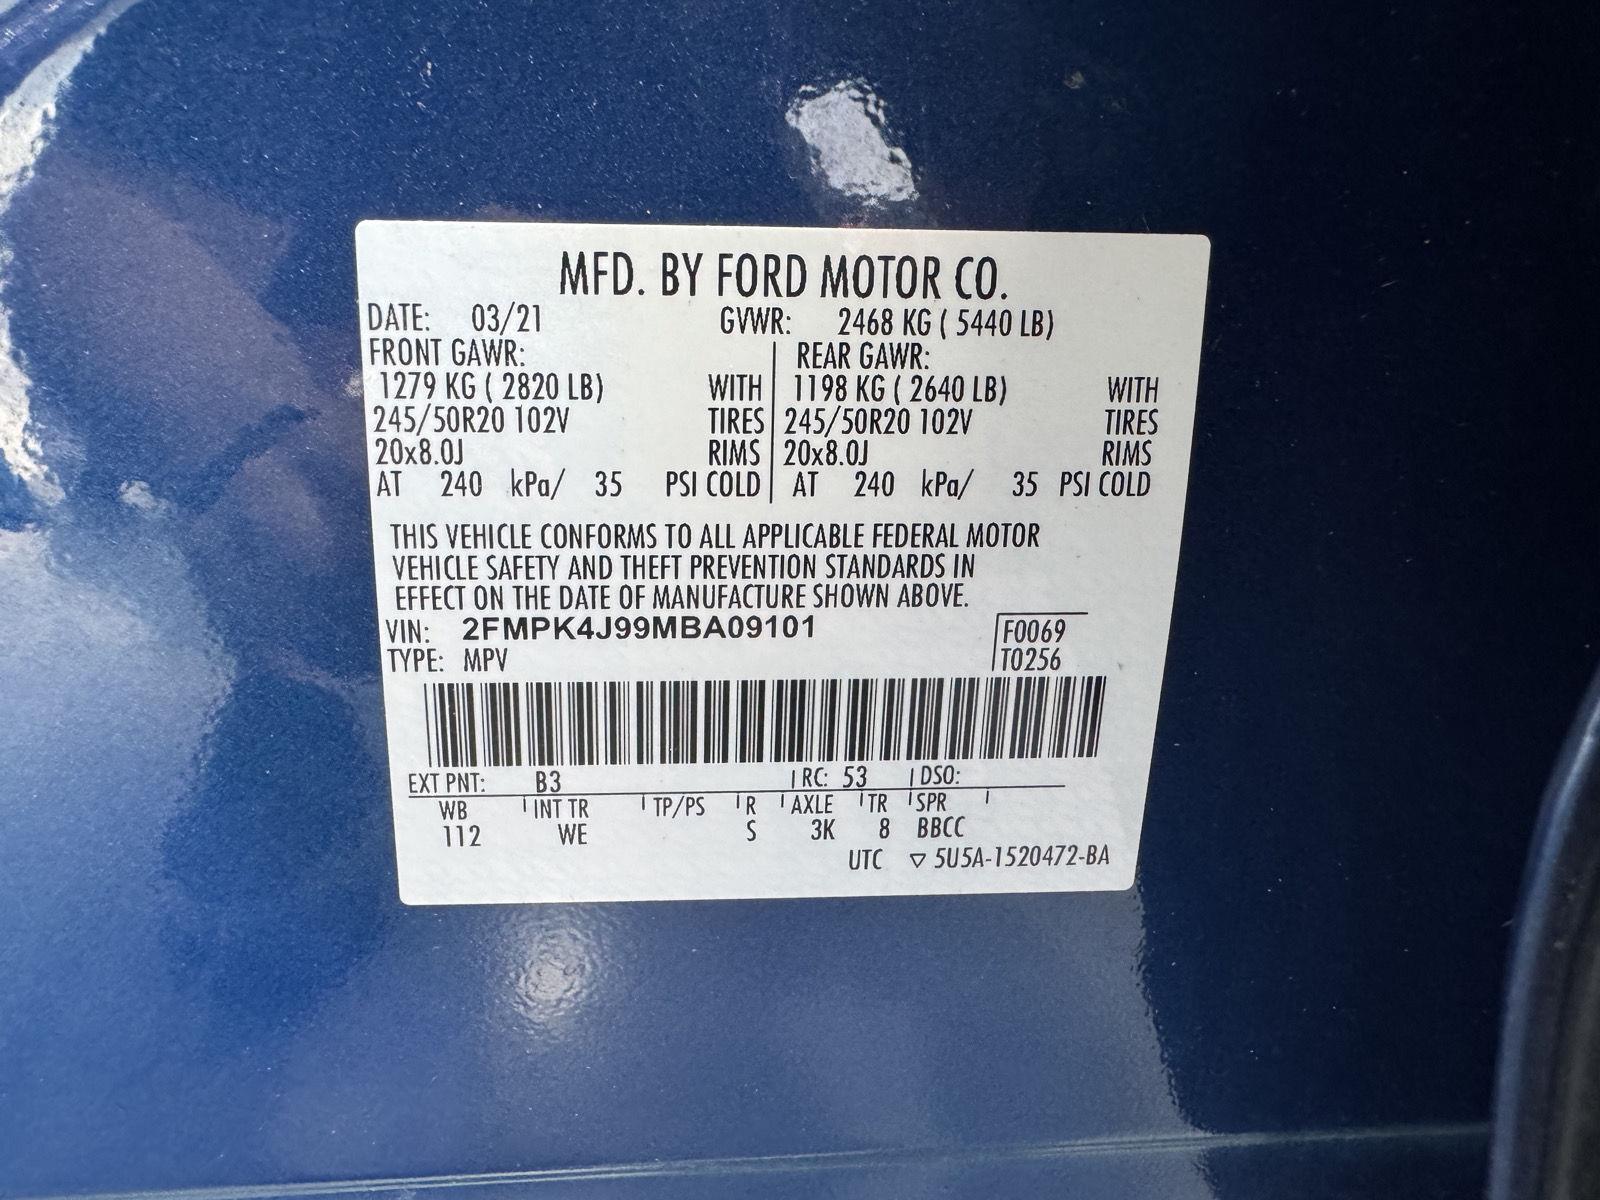 MFD. BY FORD MOTOR CO.
DATE: 03/21 GVWR: 2468 KG ( 5440 LB)
FRONT GAWR: REAR GAWR:
1279 KG ( 2820 LB) WITH 1198 KG ( 2640 LB) WITH
245/50R20 102V TIRES 245/50R20 102V TIRES
20x8.0J RIMS 20x8.0J RIMS
AT 240 kPa/ 35 PSI COLD AT 240 kPa/ 35 PSI COLD
THIS VEHICLE CONFORMS TO ALL APPLICABLE FEDERAL MOTOR
VEHICLE SAFETY AND THEFT PREVENTION STANDARDS IN
EFFECT ON THE DATE OF MANUFACTURE SHOWN ABOVE.
VIN: 2FMPK4J99MBA09101 F0069
TYPE: MPV T0256
EXT PNT: B3 RC: 53 DSO:
WB INT TR TP/PS R AXLE TR SPR
112 WE S 3K 8 BBCC
UTC ▽ 5U5A-1520472-BA